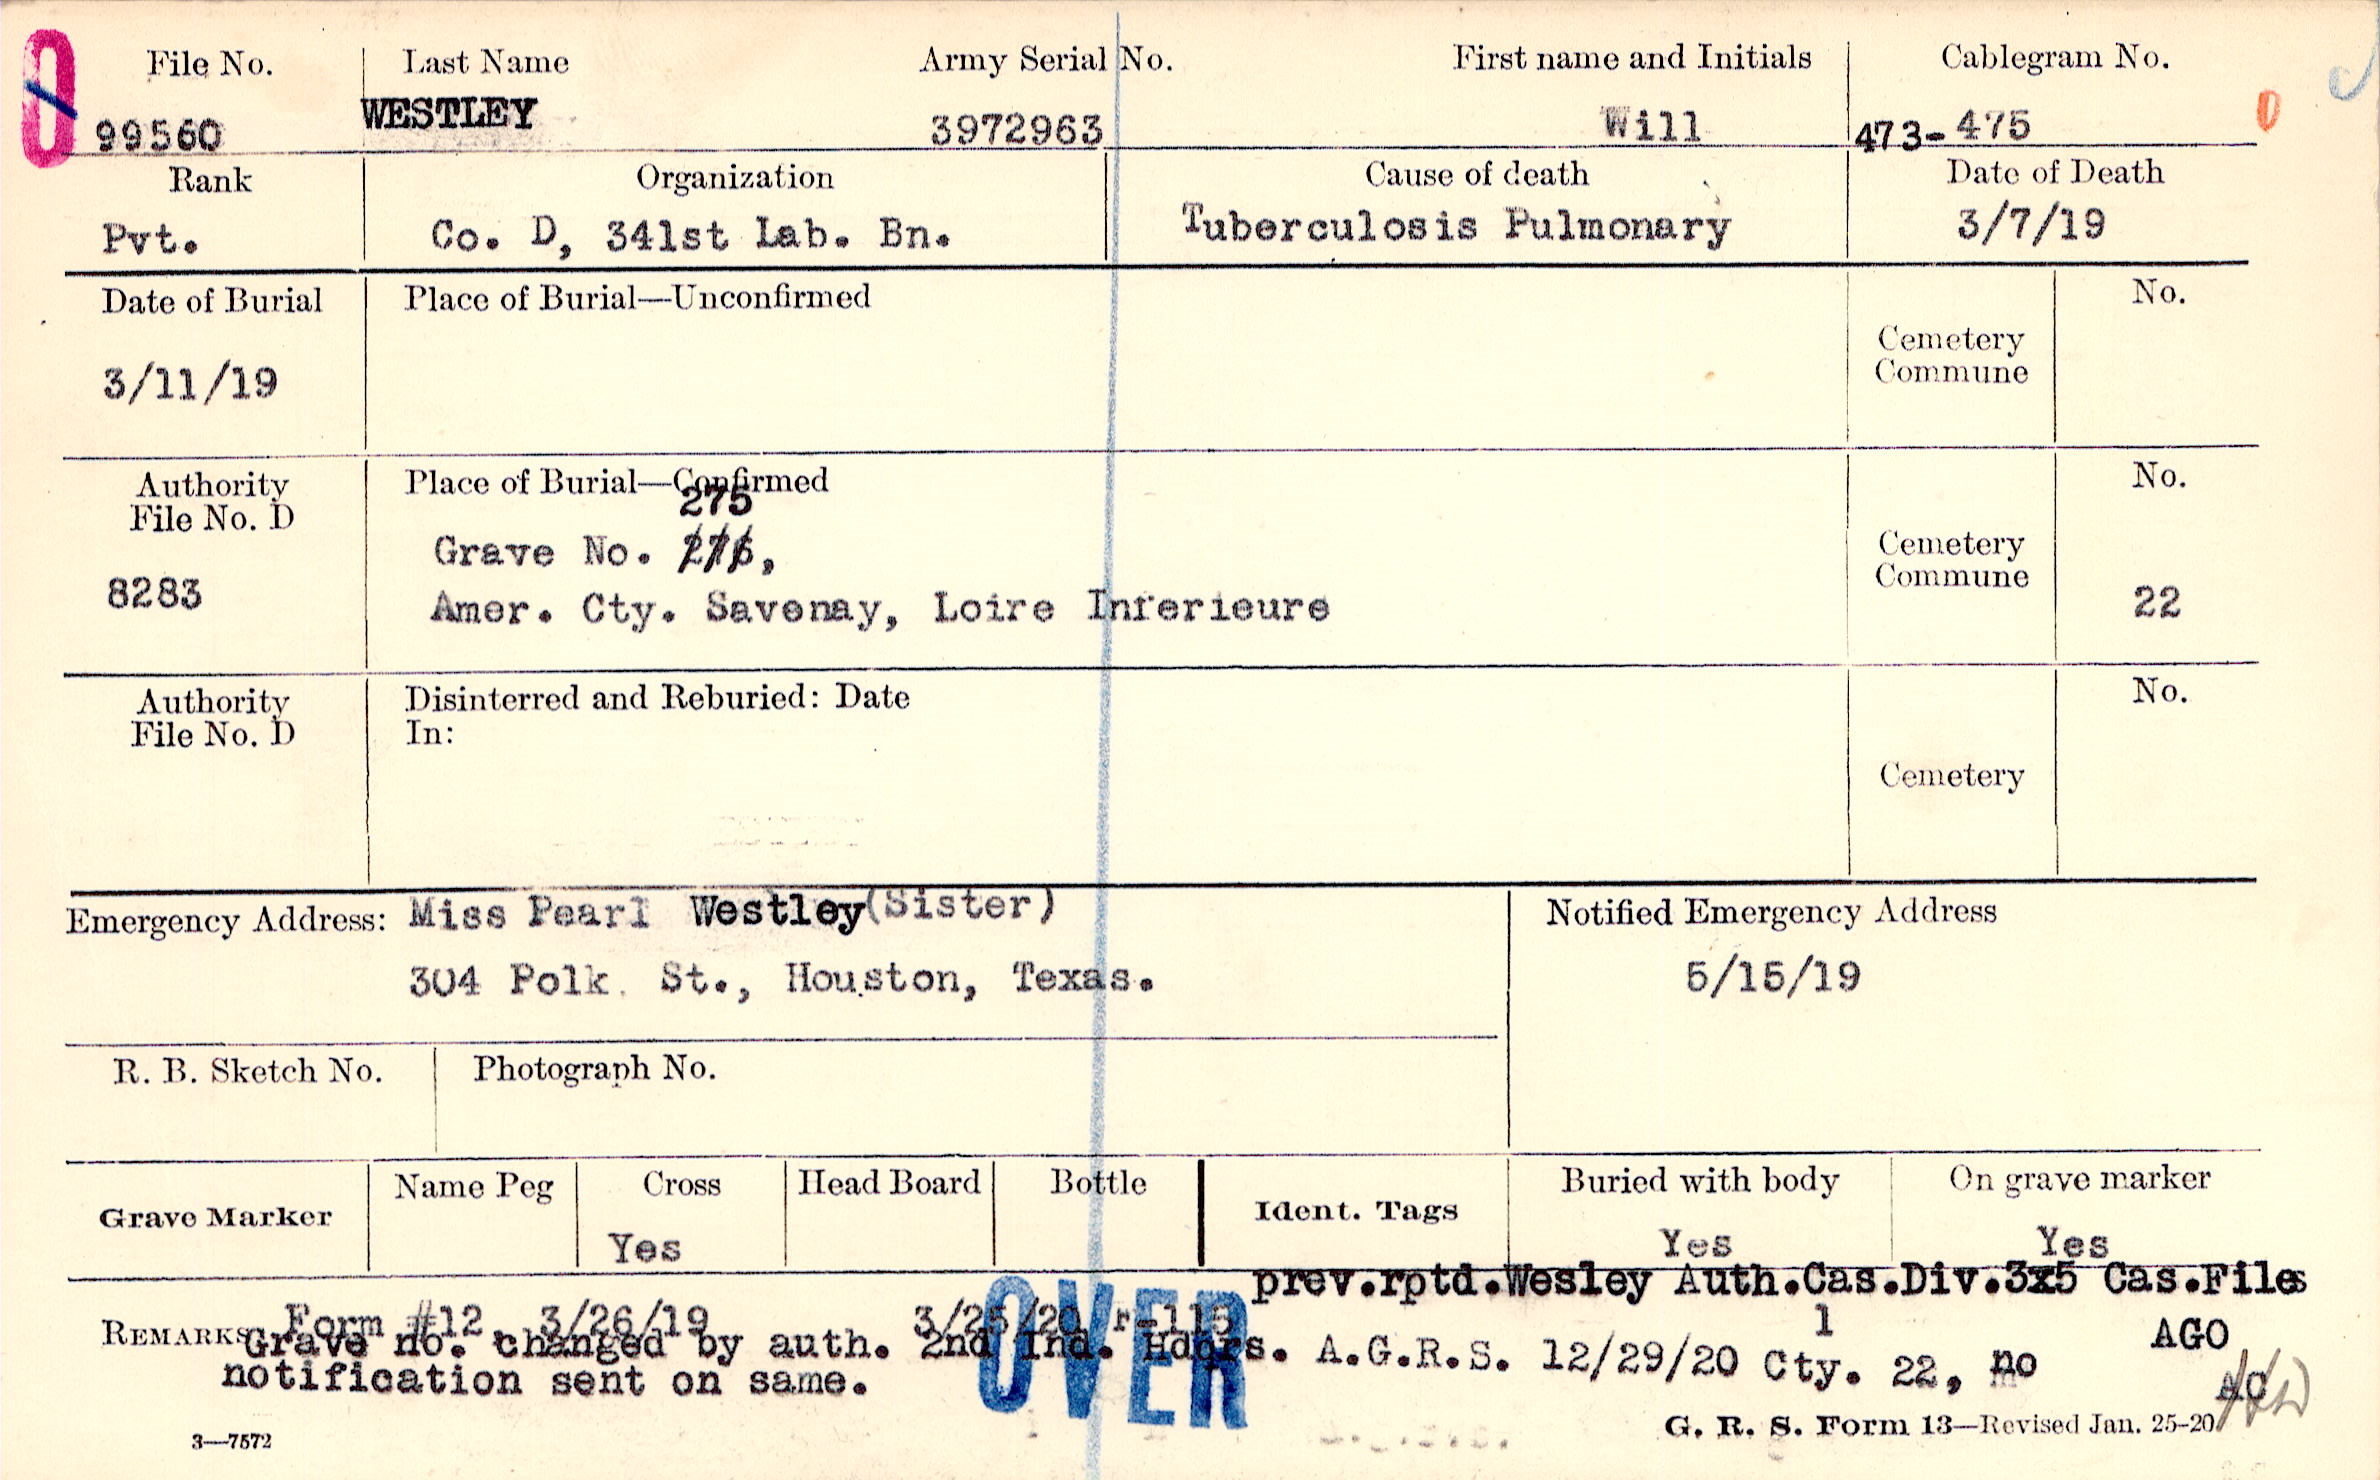 0
File No. Last Name Army Serial No. First name and Initials Cablegram No.
99560 WESTLEY 3972963 Will 473-475 0
Rank Organization Cause of death Date of Death
Pvt. Co. D, 341st Lab. Bn. Tuberculosis Pulmonary 3/7/19
Date of Burial Place of Burial—Unconfirmed No.
Cemetery
Commune
3/11/19
Authority Place of Burial—Confirmed No.
File No. D 275
Grave No. 276, Cemetery
Commune
8283 Amer. Cty. Savenay, Loire Inferieure 22
Authority Disinterred and Reburied: Date No.
File No. D In:
Cemetery
Emergency Address: Miss Pearl Westley (Sister) Notified Emergency Address
304 Polk St., Houston, Texas. 5/15/19
R. B. Sketch No. Photograph No.
Name Peg Cross Head Board Bottle Buried with body On grave marker
Grave Marker Ident. Tags
Yes Yes Yes
prev.rptd.Wesley Auth.Cas.Div.3x5 Cas.Files
Form #12, 3/26/19 3/25/20 F-115 1
REMARKS Grave no. changed by auth. 2nd Ind. Hdqrs. A.G.R.S. 12/29/20 Cty. 22, no AGO
notification sent on same. AC
OVER
3—7572 G. R. S. Form 13—Revised Jan. 25-20